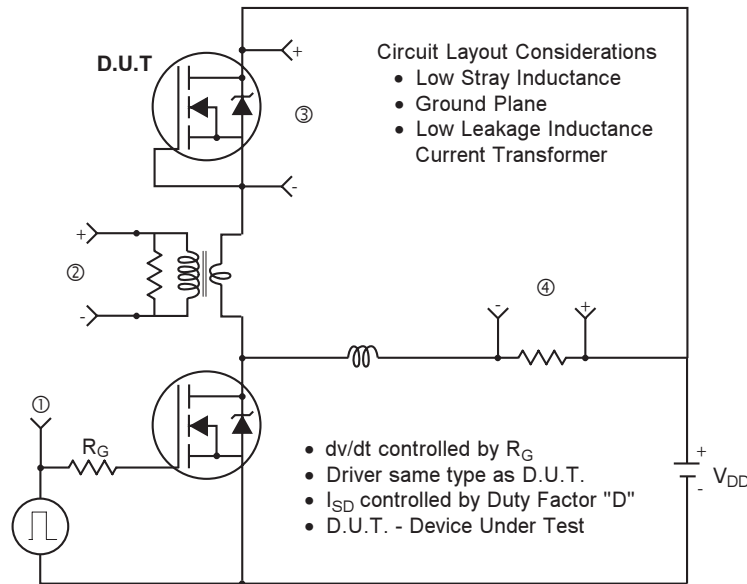 D.U.T
+
Circuit Layout Considerations
• Low Stray Inductance
• Ground Plane
• Low Leakage Inductance
Current Transformer
③
-
+
②
-
④
-
+
①
R_G
• dv/dt controlled by R_G
• Driver same type as D.U.T.
• I_SD controlled by Duty Factor "D"
• D.U.T. - Device Under Test
+
V_DD
-